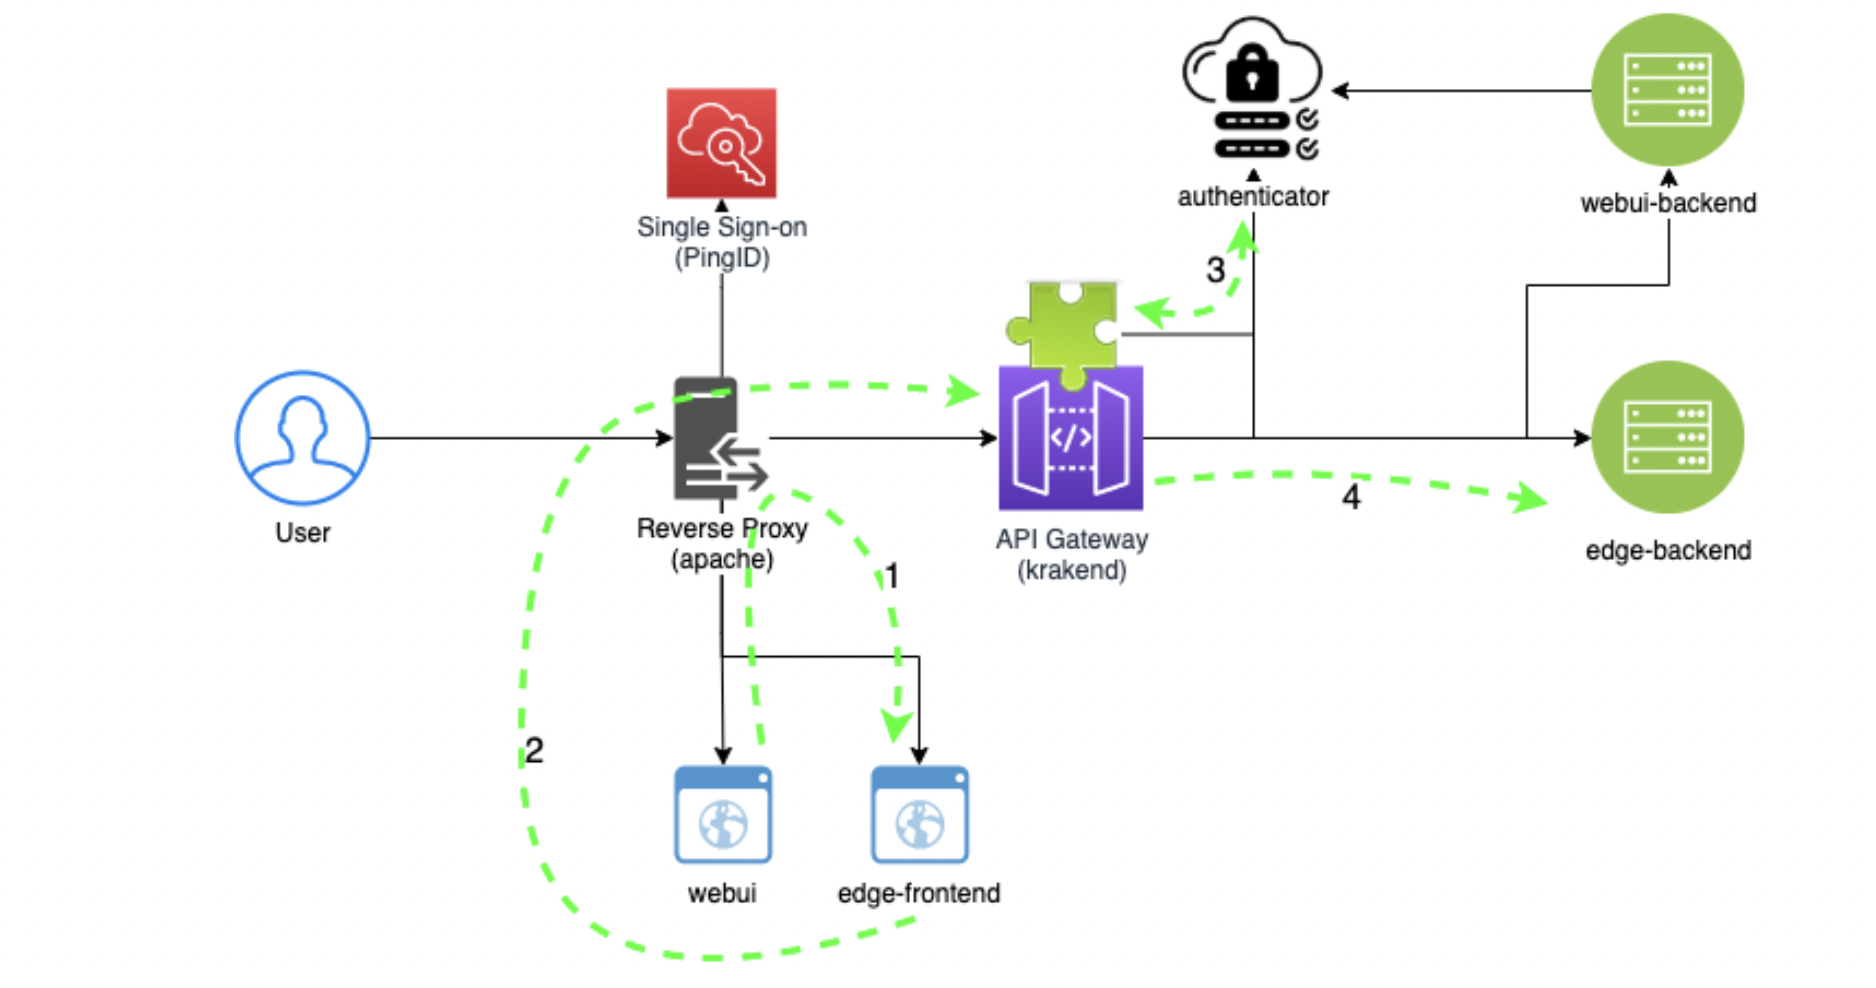 authenticator
webui-backend
Single Sign-on
(PingID)
3
User
Reverse Proxy
(apache)
</>
API Gateway
(krakend)
4
edge-backend
1
2
webui
edge-frontend